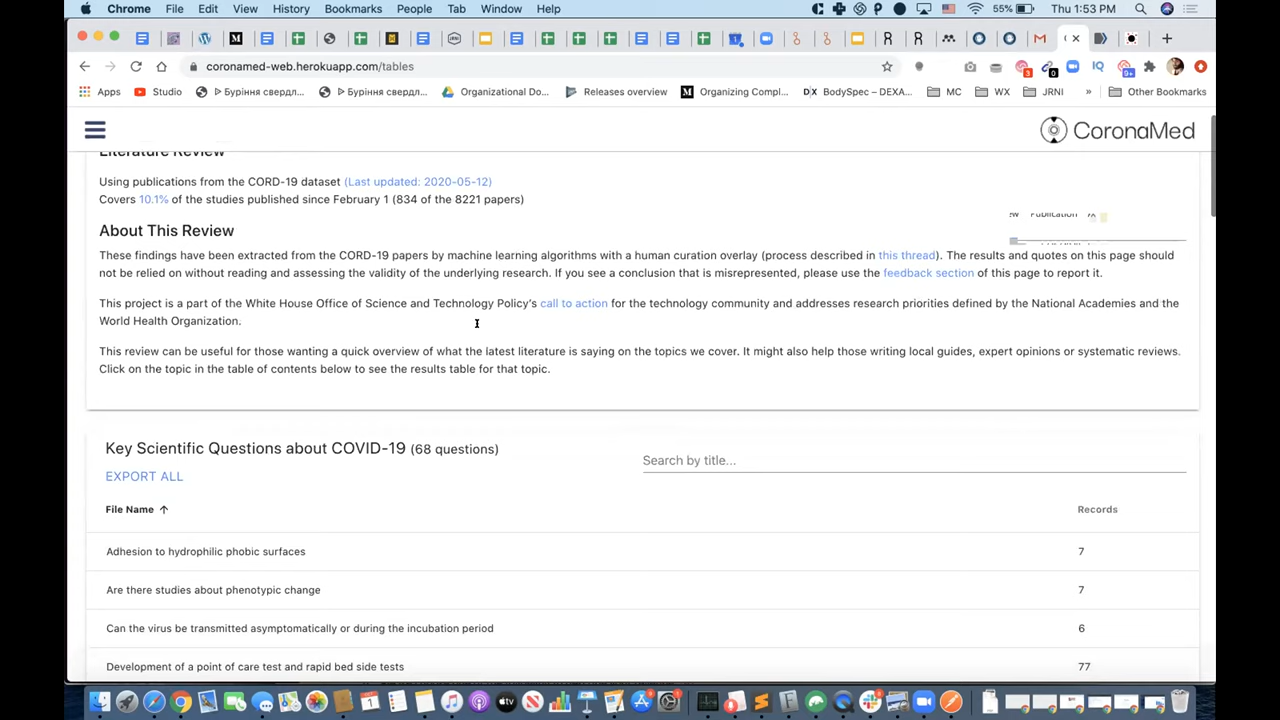 Chrome File Edit View History Bookmarks People Tab Window Help 55% Thu 1:53 PM
coronamed-web.herokuapp.com/tables
Apps Studio Буріння свердл... Буріння свердл... Organizational Do... Releases overview Organizing Compl... BodySpec – DEXA... MC WX JRNI » Other Bookmarks
CoronaMed
Literature Review
Using publications from the CORD-19 dataset (Last updated: 2020-05-12)
Covers 10.1% of the studies published since February 1 (834 of the 8221 papers)
About This Review
These findings have been extracted from the CORD-19 papers by machine learning algorithms with a human curation overlay (process described in this thread). The results and quotes on this page should
not be relied on without reading and assessing the validity of the underlying research. If you see a conclusion that is misrepresented, please use the feedback section of this page to report it.
This project is a part of the White House Office of Science and Technology Policy's call to action for the technology community and addresses research priorities defined by the National Academies and the
World Health Organization.
This review can be useful for those wanting a quick overview of what the latest literature is saying on the topics we cover. It might also help those writing local guides, expert opinions or systematic reviews.
Click on the topic in the table of contents below to see the results table for that topic.
Key Scientific Questions about COVID-19 (68 questions)
Search by title...
EXPORT ALL
File Name ↑ Records
Adhesion to hydrophilic phobic surfaces 7
Are there studies about phenotypic change 7
Can the virus be transmitted asymptomatically or during the incubation period 6
Development of a point of care test and rapid bed side tests 77